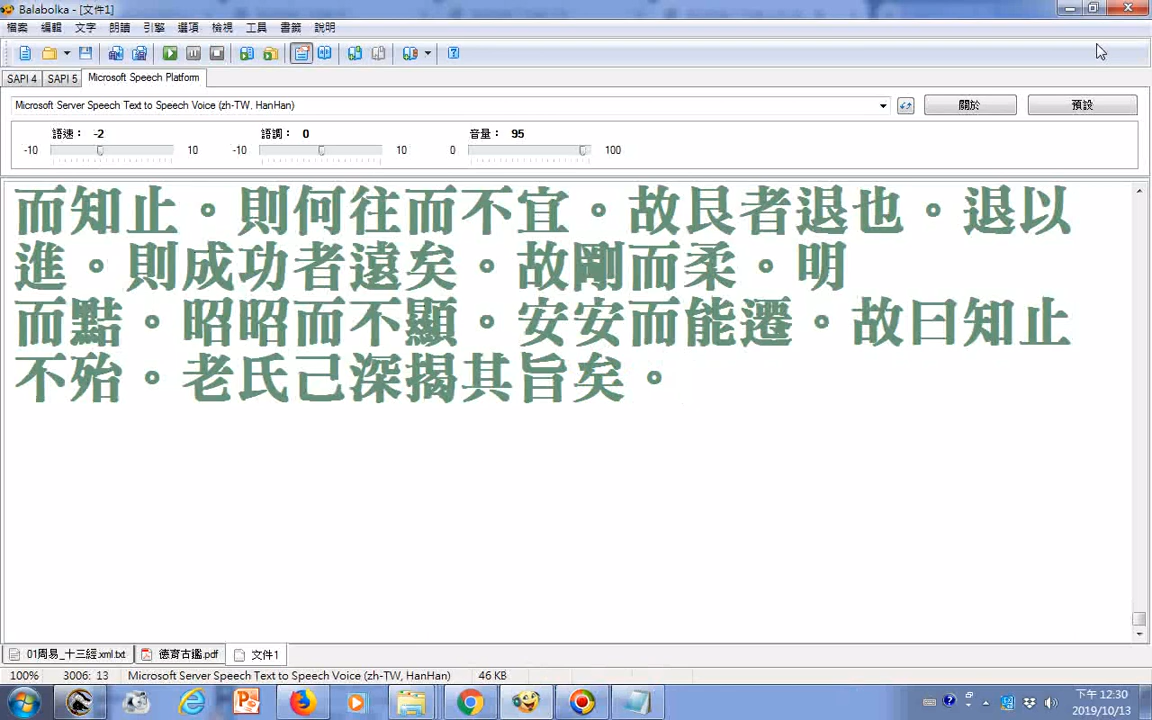 Balabolka - [文件1]
檔案 編輯 文字 朗讀 引擎 選項 檢視 工具 書籤 說明
SAPI 4 SAPI 5 Microsoft Speech Platform
Microsoft Server Speech Text to Speech Voice (zh-TW, HanHan) 關於 預設
語速： -2 語調： 0 音量： 95
-10 10 -10 10 0 100
而知止。則何往而不宜。故艮者退也。退以
進。則成功者遠矣。故剛而柔。明
而黠。昭昭而不顯。安安而能遷。故曰知止
不殆。老氏己深揭其旨矣。
01周易_十三經.xml.txt 德育古鑑.pdf 文件1
100% 3006: 13 Microsoft Server Speech Text to Speech Voice (zh-TW, HanHan) 46 KB
下午 12:30
2019/10/13